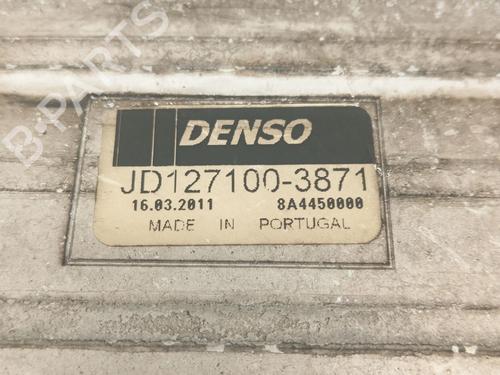 B-PARTS
DENSO
JD127100-3871
16.03.2011 8A4450000
MADE IN PORTUGAL